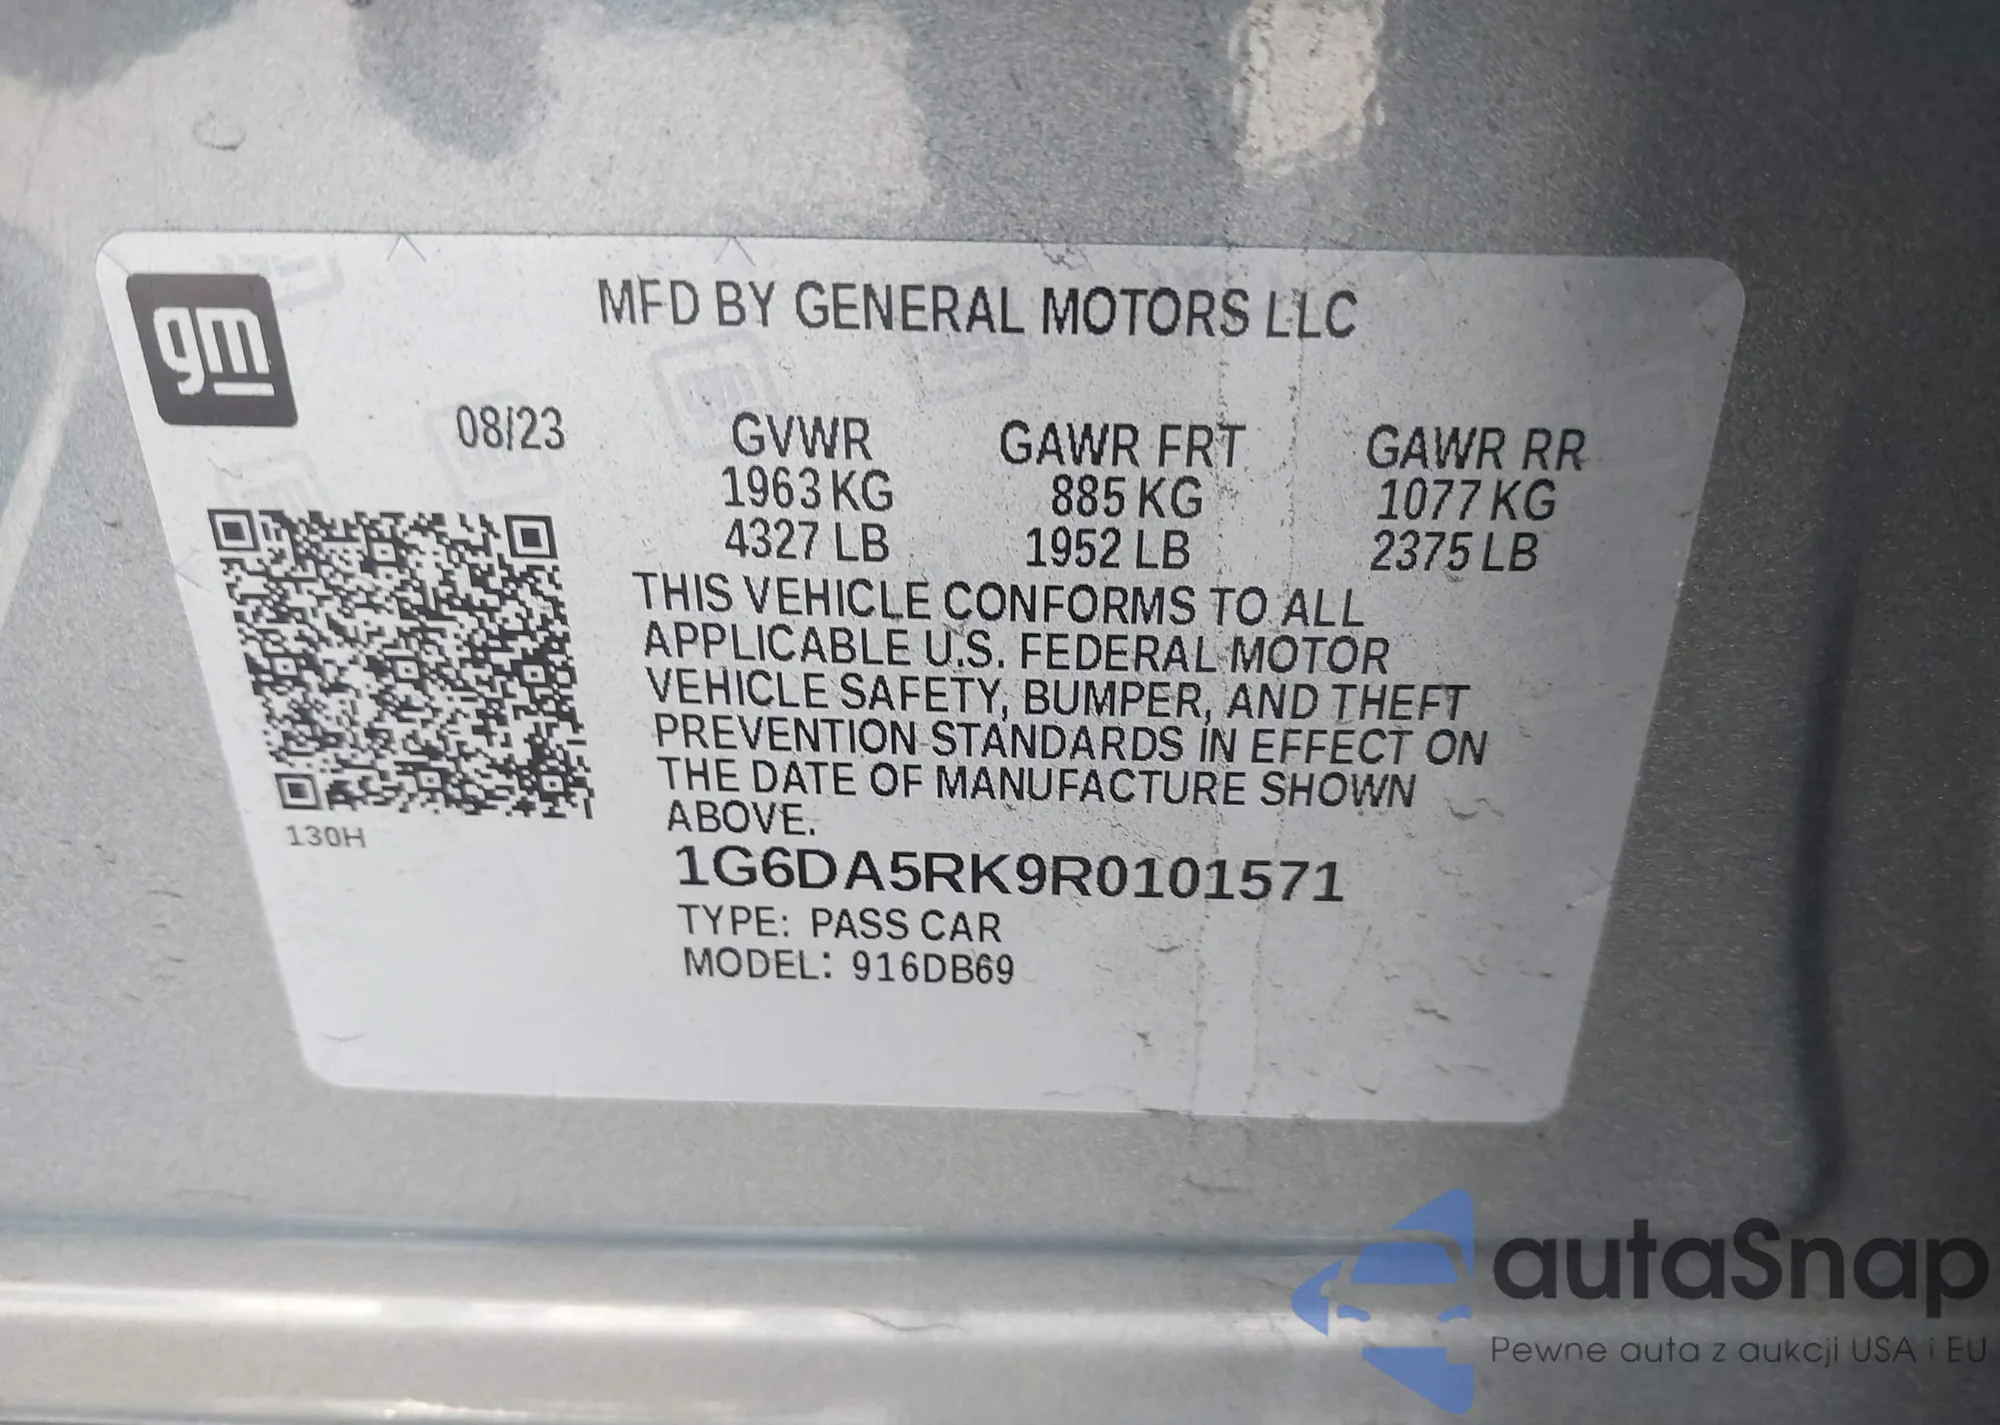 gm
MFD BY GENERAL MOTORS LLC
08/23 GVWR GAWR FRT GAWR RR
1963 KG 885 KG 1077 KG
4327 LB 1952 LB 2375 LB
THIS VEHICLE CONFORMS TO ALL
APPLICABLE U.S. FEDERAL MOTOR
VEHICLE SAFETY, BUMPER, AND THEFT
PREVENTION STANDARDS IN EFFECT ON
THE DATE OF MANUFACTURE SHOWN
ABOVE.
130H
1G6DA5RK9R0101571
TYPE: PASS CAR
MODEL: 916DB69
autaSnap
Pewne auta z aukcji USA i EU